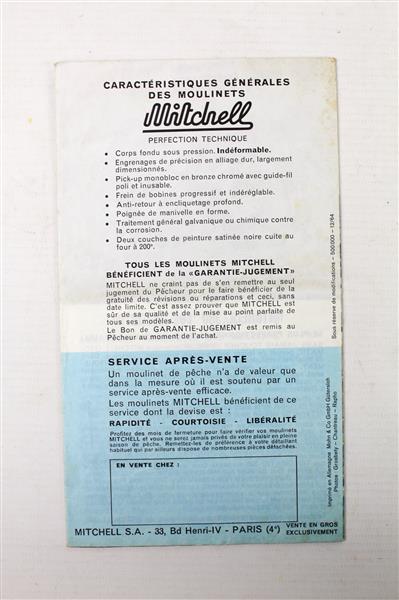 CARACTÉRISTIQUES GÉNÉRALES
DES MOULINETS
Mitchell
PERFECTION TECHNIQUE
• Corps fondu sous pression. Indéformable.
• Engrenages de précision en alliage dur, largement
dimensionnés.
• Pick-up monobloc en bronze chromé avec guide-fil
poli et inusable.
• Frein de bobines progressif et indéréglable.
• Anti-retour à encliquetage profond.
• Poignée de manivelle en forme.
• Traitement général galvanique ou chimique contre
la corrosion.
• Deux couches de peinture satinée noire cuite au
four à 200°.
TOUS LES MOULINETS MITCHELL
BÉNÉFICIENT de la «GARANTIE-JUGEMENT»
MITCHELL ne craint pas de s'en remettre au seul
jugement du Pêcheur pour le faire bénéficier de la
gratuité des révisions ou réparations et ceci, sans
date limite. C'est assez prouver que MITCHELL est
sûr de sa qualité et de la mise au point parfaite de
tous ses modèles.
Le Bon de GARANTIE-JUGEMENT est remis au
Pêcheur au moment de l'achat.
SERVICE APRÈS-VENTE
Un moulinet de pêche n'a de valeur que
dans la mesure où il est soutenu par un
service après-vente efficace.
Les moulinets MITCHELL bénéficient de ce
service dont la devise est :
RAPIDITÉ - COURTOISIE - LIBÉRALITÉ
Profitez des mois de fermeture pour faire vérifier vos moulinets
MITCHELL et vous ne serez jamais privés de votre plaisir en pleine
saison de pêche. Remettez-les de préférence à votre détaillant
habituel qui par ailleurs dispose de nombreuses pièces détachées.
EN VENTE CHEZ :
MITCHELL S.A. - 33, Bd Henri-IV - PARIS (4e)
VENTE EN GROS
EXCLUSIVEMENT
Sous réserve de modifications - 500 000 - 12/64
Imprimé en Allemagne Mohn & Co GmbH Gütersloh
Photos :